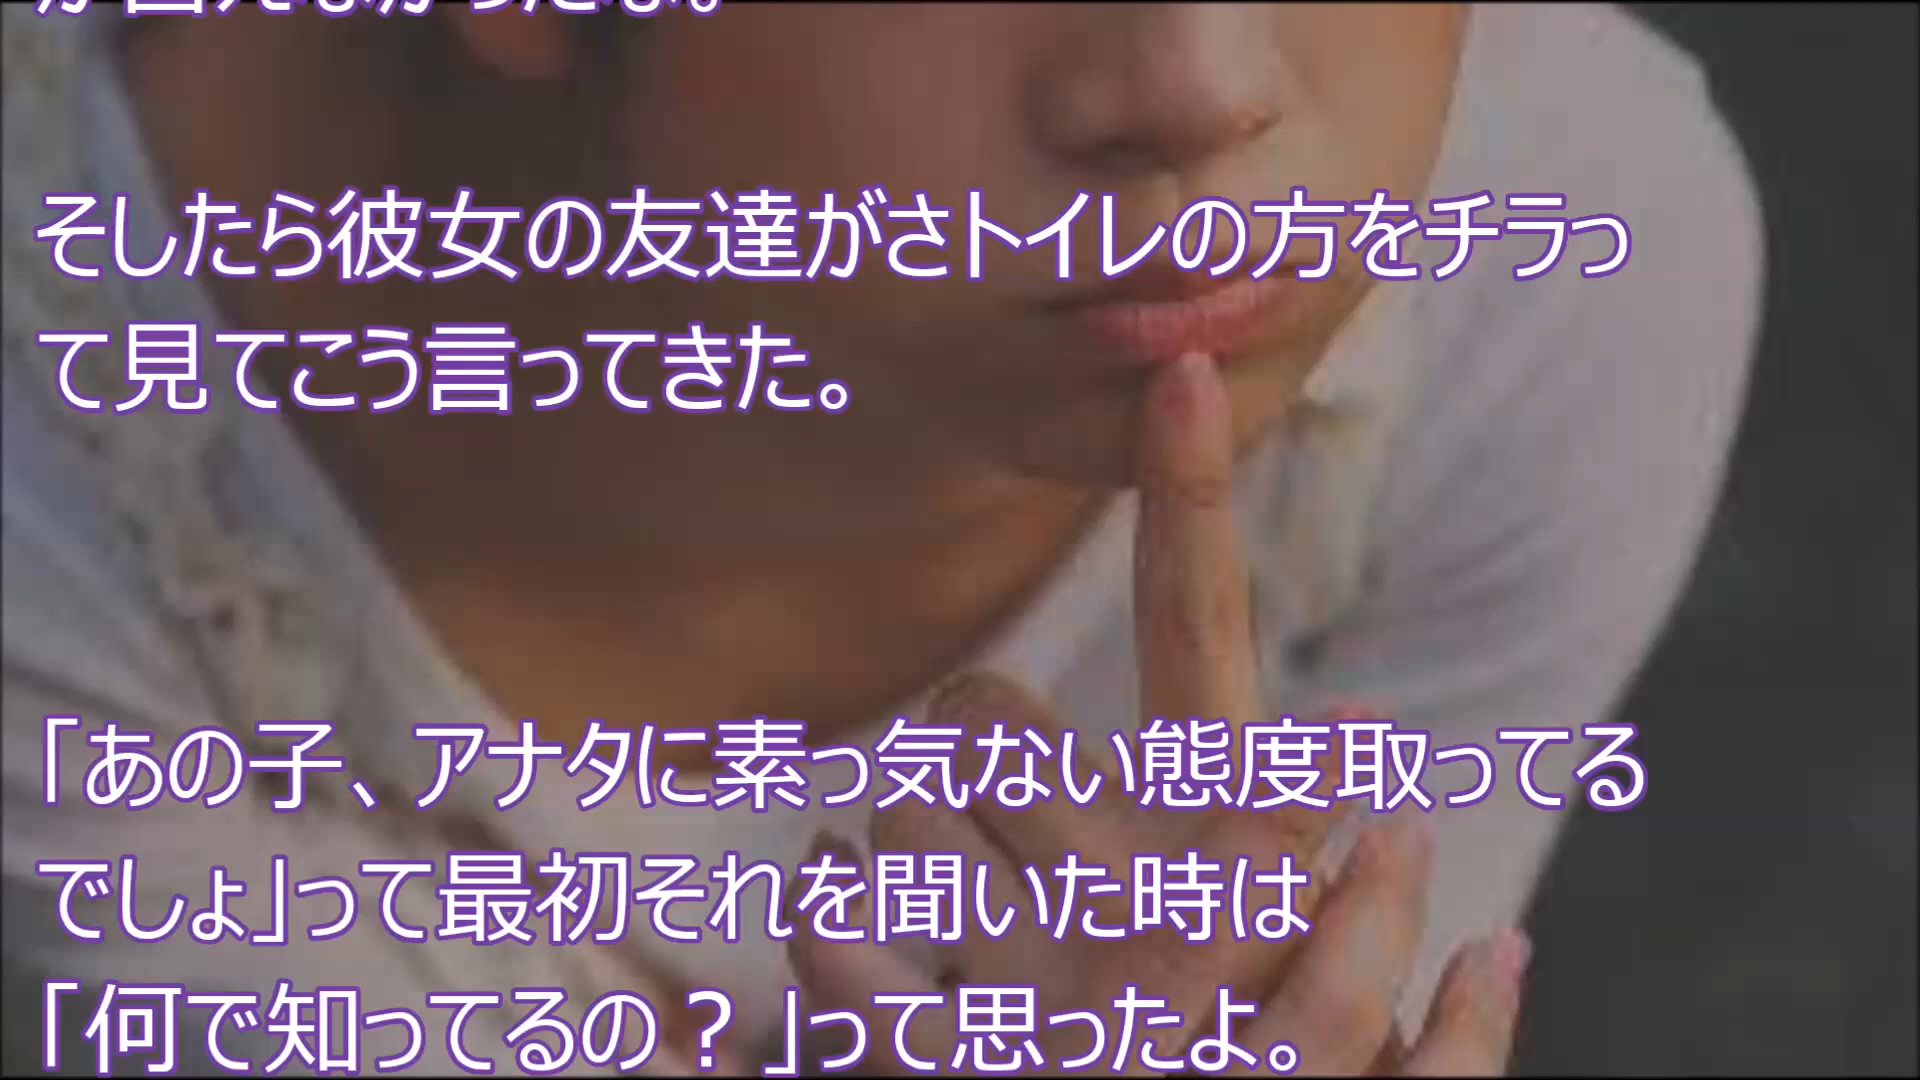 そしたら彼女の友達がさトイレの方をチラっ
て見てこう言ってきた。
「あの子、アナタに素っ気ない態度取ってる
でしょ」って最初それを聞いた時は
「何で知ってるの？」って思ったよ。